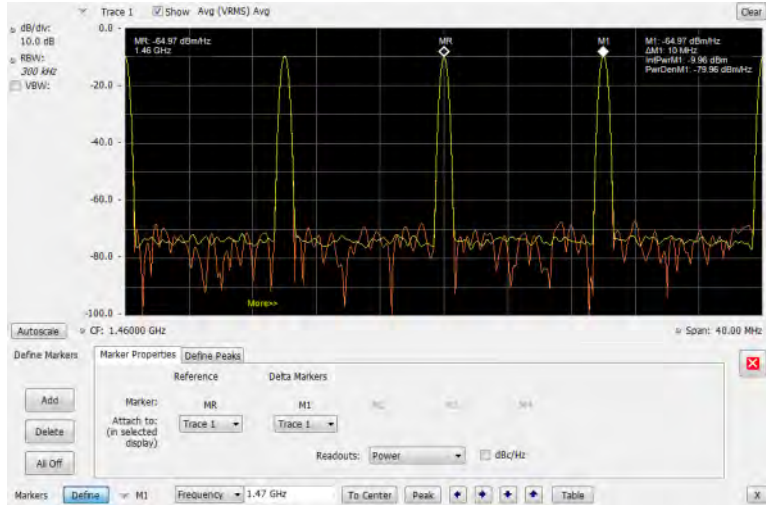 Trace 1 Show Avg (VRMS) Avg Clear
dB/div:
10.0 dB
RBW:
300 kHz
VBW:
0.0
-20.0
-40.0
-60.0
-80.0
-100.0
MR: -64.97 dBm/Hz
1.46 GHz
MR
M1
M1: -64.97 dBm/Hz
ΔM1: 10 MHz
IntPwrM1: -9.96 dBm
PwrDenM1: -79.96 dBm/Hz
More>>
Autoscale CF: 1.46000 GHz Span: 40.00 MHz
Define Markers
Marker Properties Define Peaks
Reference Delta Markers
Add
Marker: MR M1 M2 M3 M4
Attach to:
(in selected
display)
Trace 1 Trace 1
Delete
Readouts: Power dBc/Hz
All Off
Markers Define M1 Frequency 1.47 GHz To Center Peak Table X